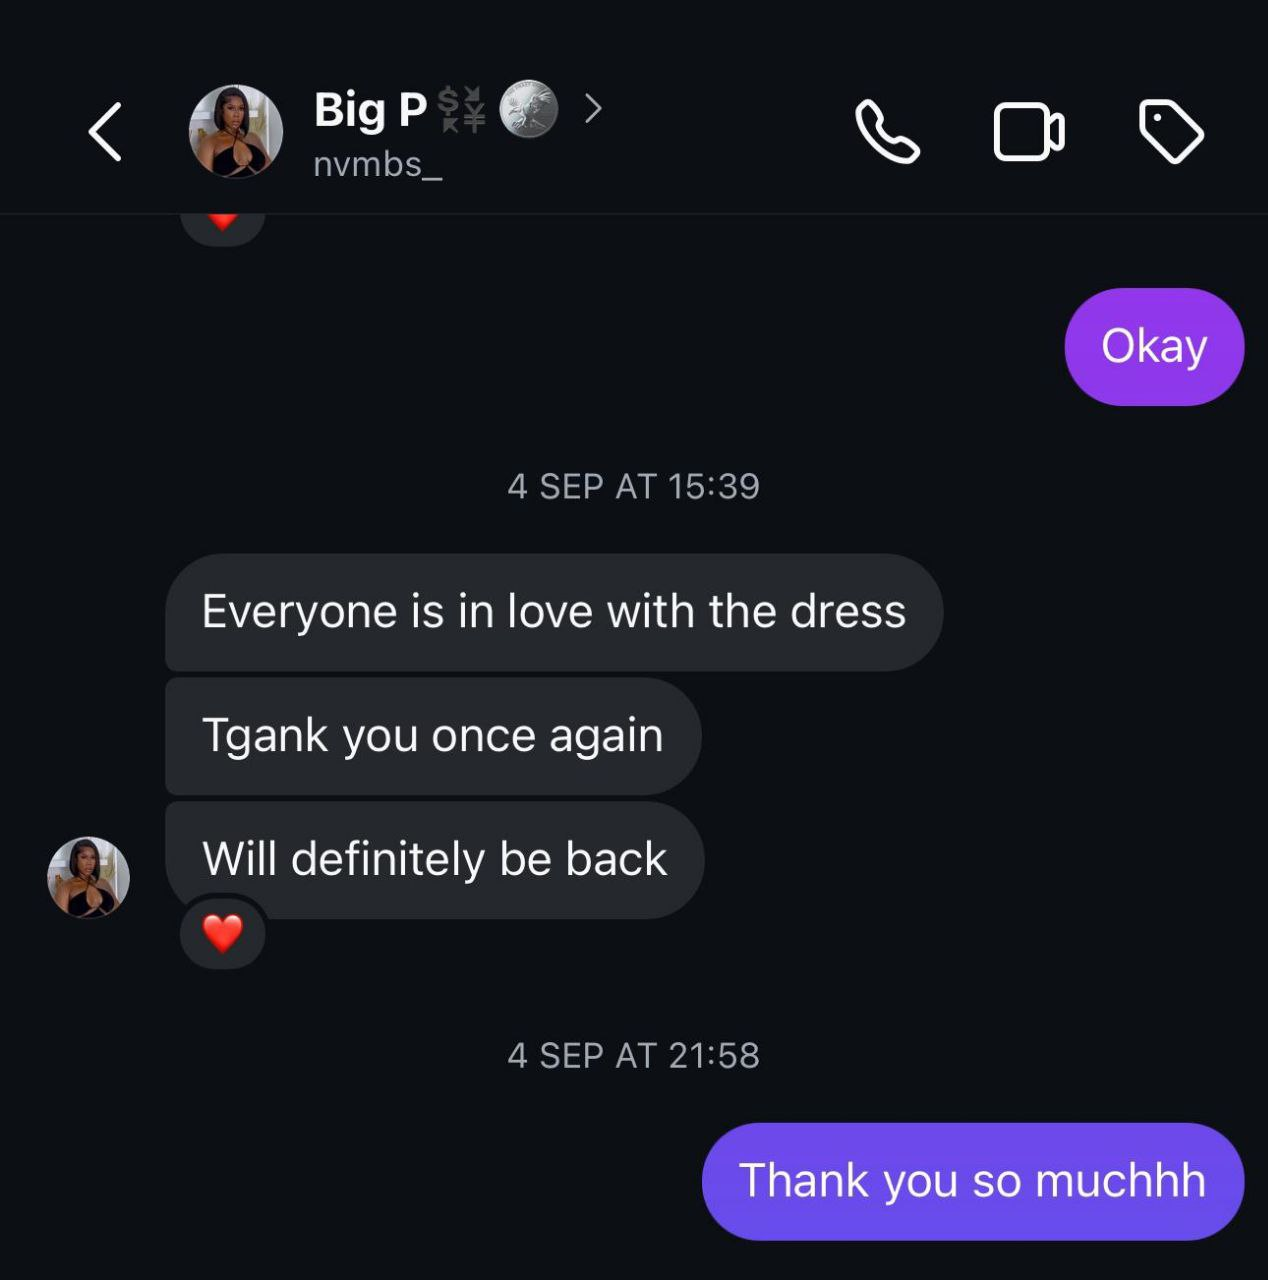 Big P
nvmbs_
Okay
4 SEP AT 15:39
Everyone is in love with the dress
Tgank you once again
Will definitely be back
4 SEP AT 21:58
Thank you so muchhh